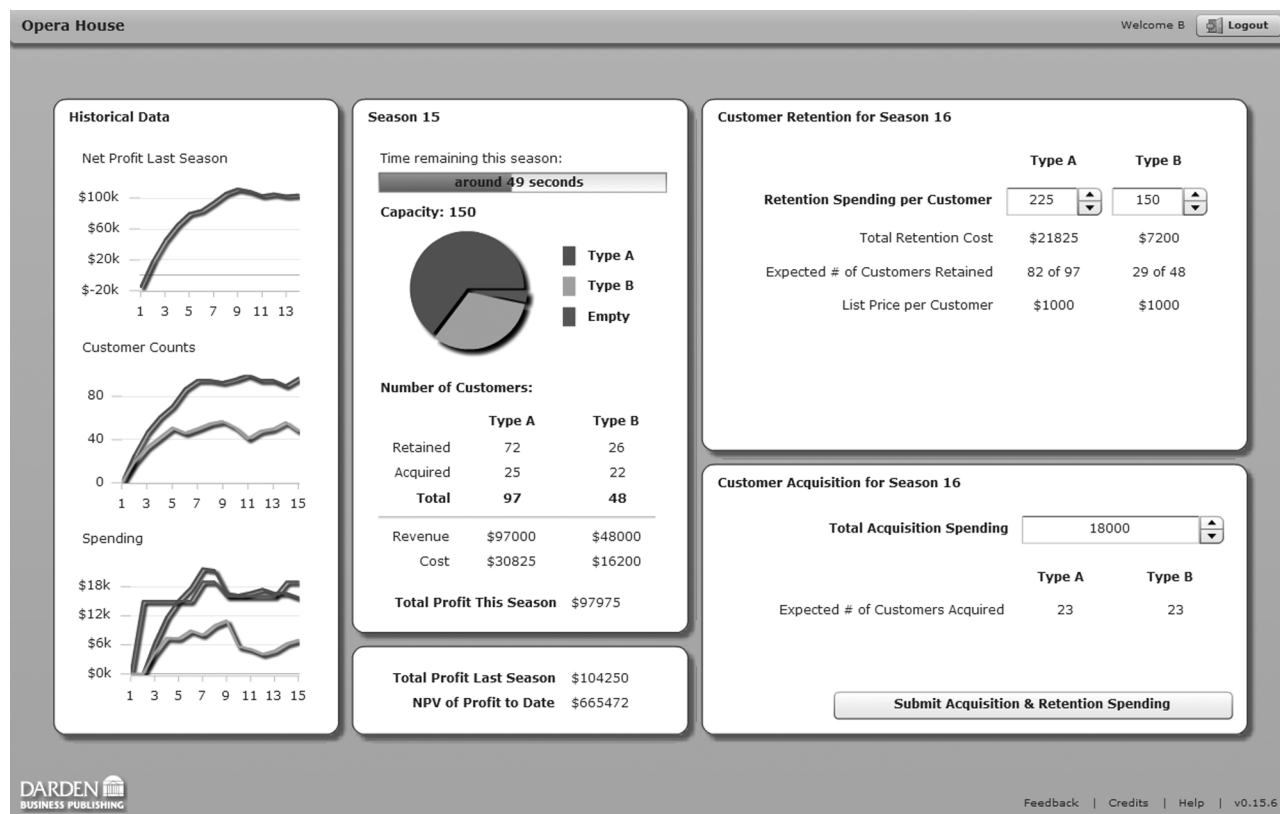 Opera House
Welcome B
Logout
Historical Data
Net Profit Last Season
$100k
$60k
$20k
$-20k
1 3 5 7 9 11 13
Customer Counts
80
40
0
1 3 5 7 9 11 13 15
Spending
$18k
$12k
$6k
$0k
1 3 5 7 9 11 13 15
Season 15
Time remaining this season:
around 49 seconds
Capacity: 150
Type A
Type B
Empty
Number of Customers:
Type A Type B
Retained 72 26
Acquired 25 22
Total 97 48
Revenue $97000 $48000
Cost $30825 $16200
Total Profit This Season $97975
Total Profit Last Season $104250
NPV of Profit to Date $665472
Customer Retention for Season 16
Type A Type B
Retention Spending per Customer 225 150
Total Retention Cost $21825 $7200
Expected # of Customers Retained 82 of 97 29 of 48
List Price per Customer $1000 $1000
Customer Acquisition for Season 16
Total Acquisition Spending 18000
Type A Type B
Expected # of Customers Acquired 23 23
Submit Acquisition & Retention Spending
DARDEN
BUSINESS PUBLISHING
Feedback | Credits | Help | v0.15.6